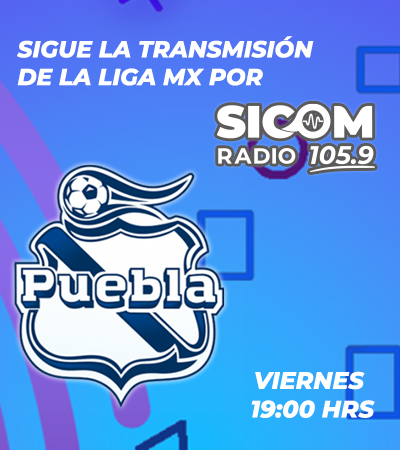 SIGUE LA TRANSMISIÓN
DE LA LIGA MX POR
SICOM
RADIO 105.9
Puebla
VIERNES
19:00 HRS